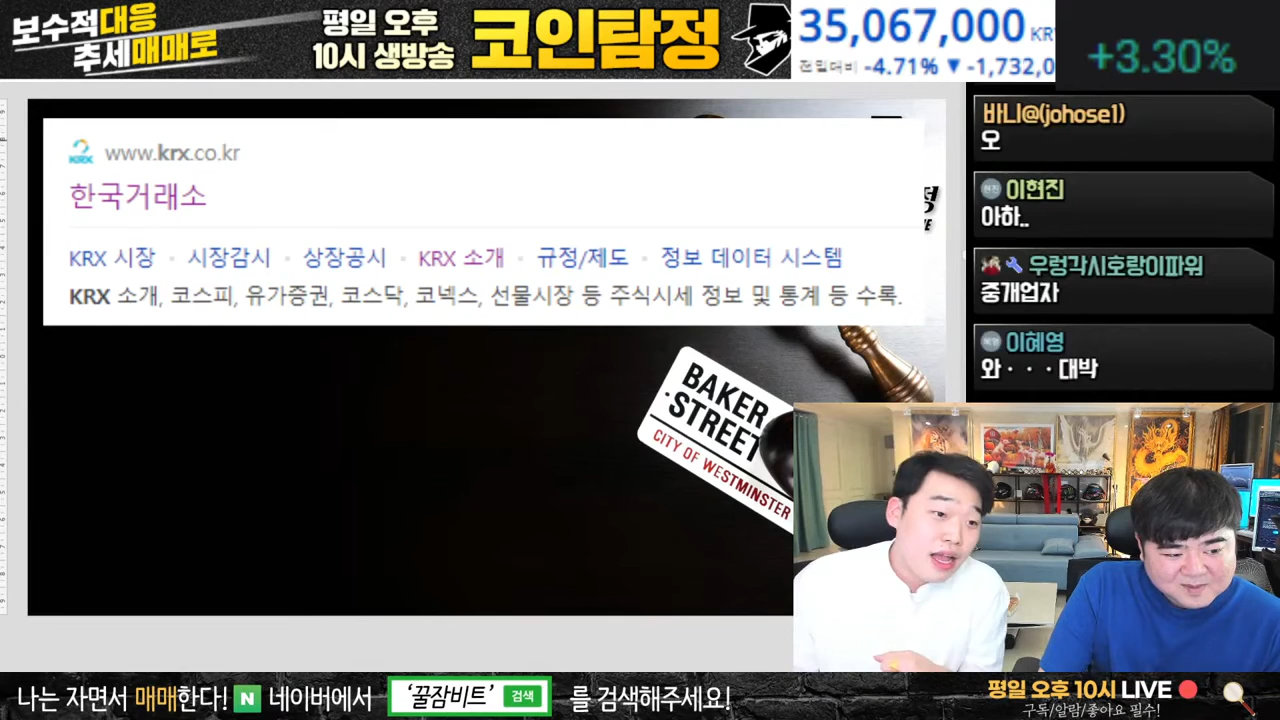 보수적대응
추세매매로
평일 오후
10시 생방송
코인탐정
35,067,000 KR
전일대비 -4.71% ▼ -1,732,0
+3.30%
바니@(johose1)
오
이현진
아하..
우렁각시호랑이파워
중개업자
이혜영
와···대박
KRX www.krx.co.kr
한국거래소
KRX 시장 · 시장감시 · 상장공시 · KRX 소개 · 규정/제도 · 정보 데이터 시스템
KRX 소개, 코스피, 유가증권, 코스닥, 코넥스, 선물시장 등 주식시세 정보 및 통계 등 수록.
BAKER
STREET
CITY OF WESTMINSTER
나는 자면서 매매한다! N 네이버에서 '꿀잠비트' 검색 를 검색해주세요!
평일 오후 10시 LIVE
구독/알람/좋아요 필수!